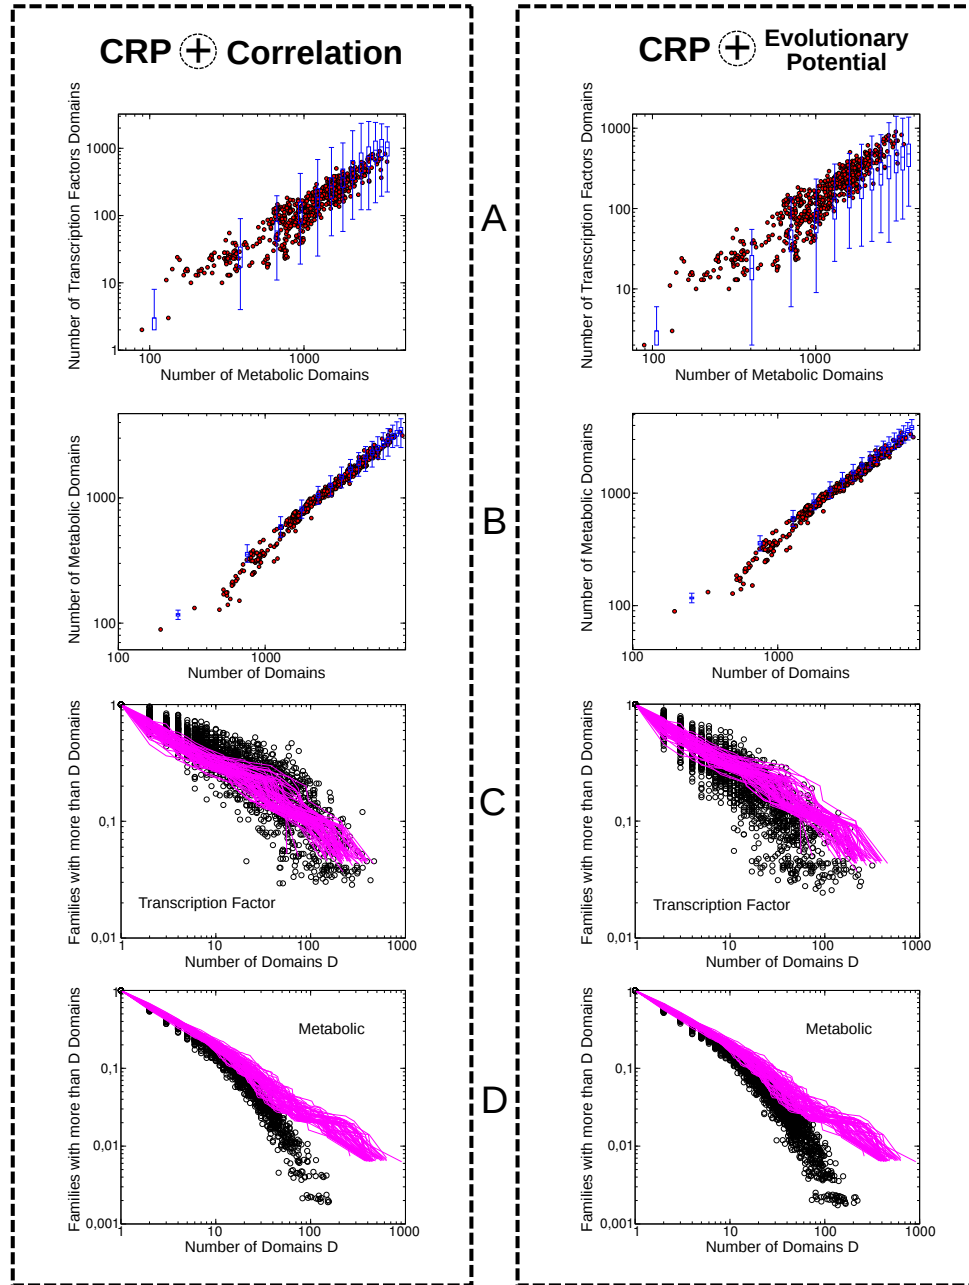 CRP + Correlation
Number of Transcription Factors Domains
1000
100
10
1
100
1000
Number of Metabolic Domains
Number of Metabolic Domains
1000
100
100
1000
Number of Domains
Families with more than D Domains
1
0,1
0,01
Transcription Factor
1
10
100
1000
Number of Domains D
Families with more than D Domains
1
0,1
0,01
0,001
Metabolic
1
10
100
1000
Number of Domains D
A
B
C
D
CRP + Evolutionary
Potential
Number of Transcription Factors Domains
1000
100
10
100
1000
Number of Metabolic Domains
Number of Metabolic Domains
1000
100
100
1000
Number of Domains
Families with more than D Domains
1
0,1
0,01
Transcription Factor
1
10
100
1000
Number of Domains D
Families with more than D Domains
1
0,1
0,01
0,001
Metabolic
1
10
100
1000
Number of Domains D